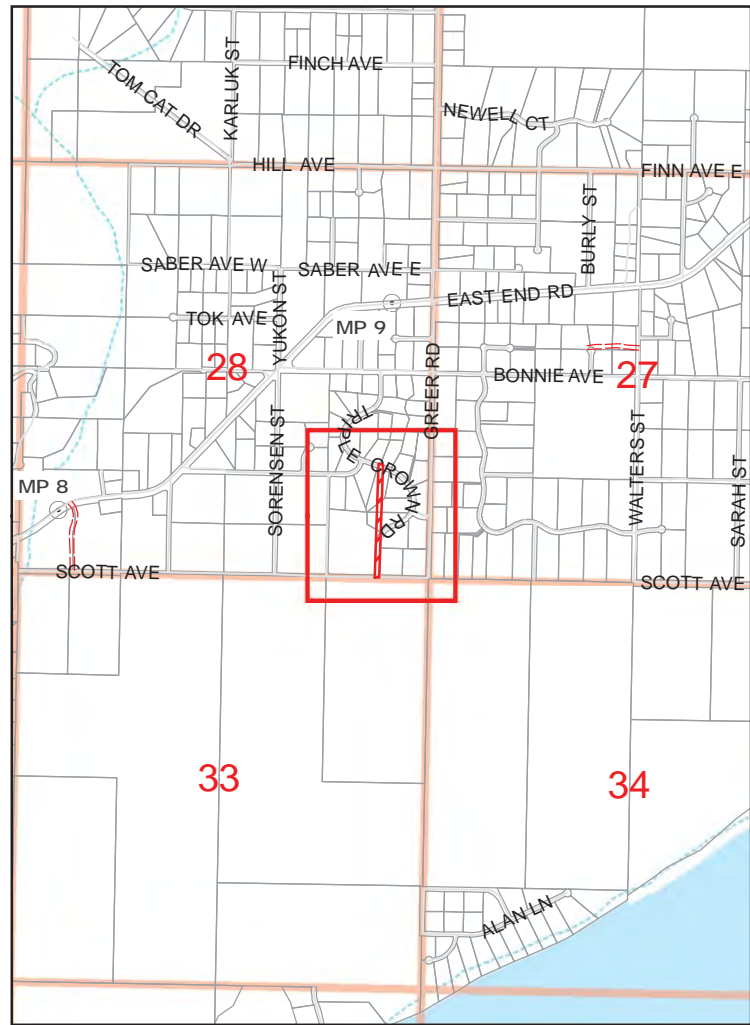 FINCH AVE
KARLUK ST
TOM CAT DR
NEWELL CT
HILL AVE
FINN AVE E
BURLY ST
SABER AVE W
SABER AVE E
YUKON ST
EAST END RD
TOK AVE
MP 9
28
BONNIE AVE
27
GREER RD
TRIPLE CROWN RD
SORENSEN ST
WALTERS ST
SARAH ST
MP 8
SCOTT AVE
SCOTT AVE
33
34
ALAN LN